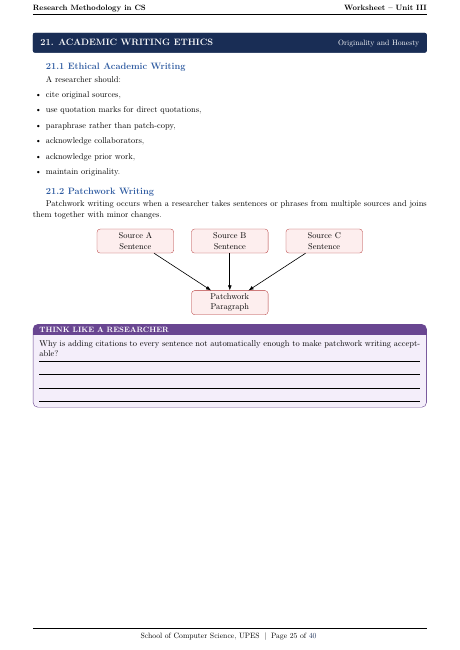 Research Methodology in CS Worksheet – Unit III
21. ACADEMIC WRITING ETHICS Originality and Honesty
21.1 Ethical Academic Writing
A researcher should:
• cite original sources,
• use quotation marks for direct quotations,
• paraphrase rather than patch-copy,
• acknowledge collaborators,
• acknowledge prior work,
• maintain originality.
21.2 Patchwork Writing
Patchwork writing occurs when a researcher takes sentences or phrases from multiple sources and joins
them together with minor changes.
Source A
Sentence
Source B
Sentence
Source C
Sentence
Patchwork
Paragraph
THINK LIKE A RESEARCHER
Why is adding citations to every sentence not automatically enough to make patchwork writing accept-
able?
School of Computer Science, UPES | Page 25 of 40